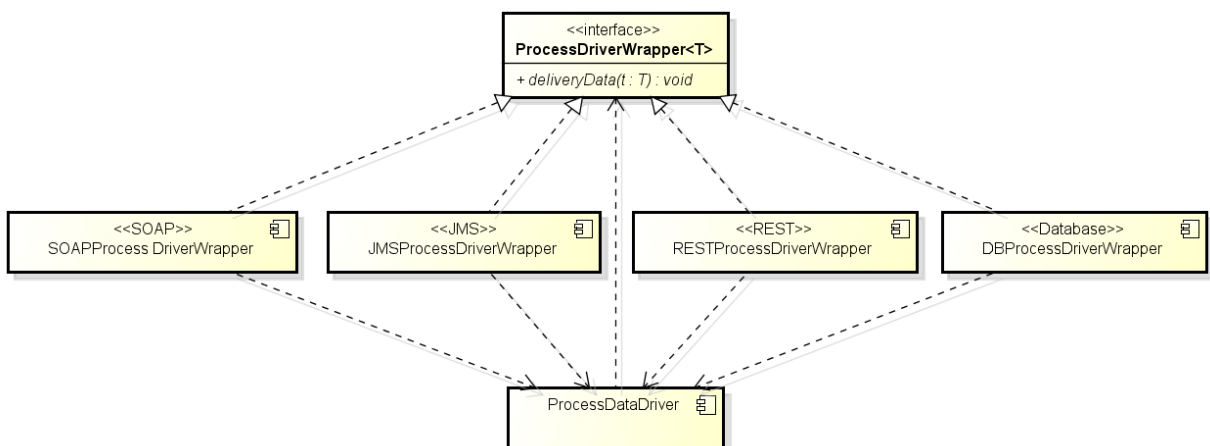 <<interface>>
ProcessDriverWrapper<T>
+ deliveryData(t : T) : void
<<SOAP>>
SOAPProcess DriverWrapper
<<JMS>>
JMSProcessDriverWrapper
<<REST>>
RESTProcessDriverWrapper
<<Database>>
DBProcessDriverWrapper
ProcessDataDriver